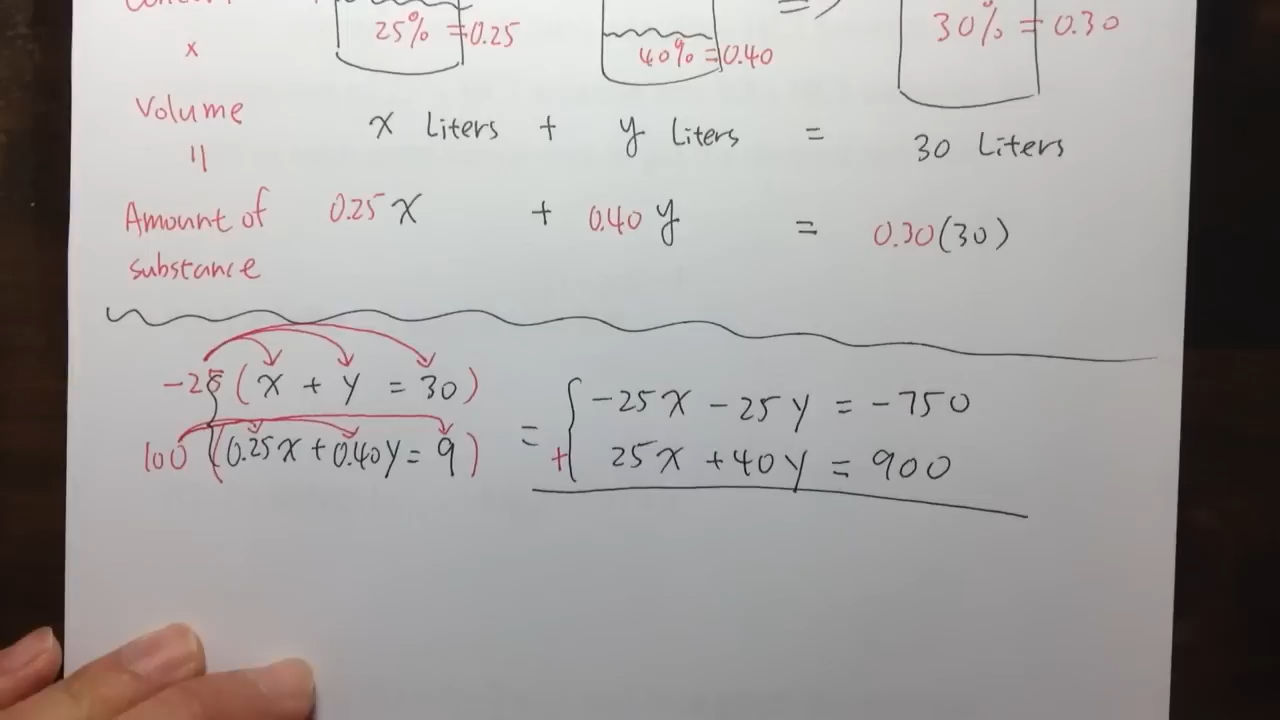 25% = 0.25
40% = 0.40
30% = 0.30
x
Volume
x Liters + y Liters = 30 Liters
=
Amount of substance
0.25x + 0.40y = 0.30(30)
-25(x + y = 30)
100(0.25x + 0.40y = 9)
=
-25x - 25y = -750
+ 25x + 40y = 900